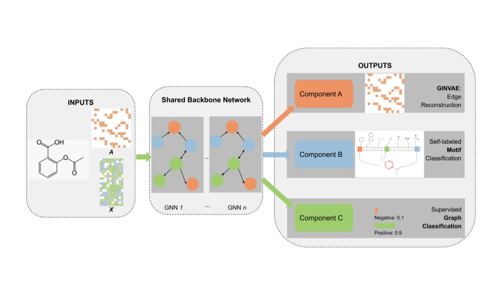 INPUTS
OH
O
O
O
A
X
Shared Backbone Network
GNN 1
...
GNN n
OUTPUTS
Component A
GINVAE:
Edge
Reconstruction
Component B
Self-labeled
Motif
Classification
Component C
Negative: 0.1
Positive: 0.9
Supervised
Graph
Classification